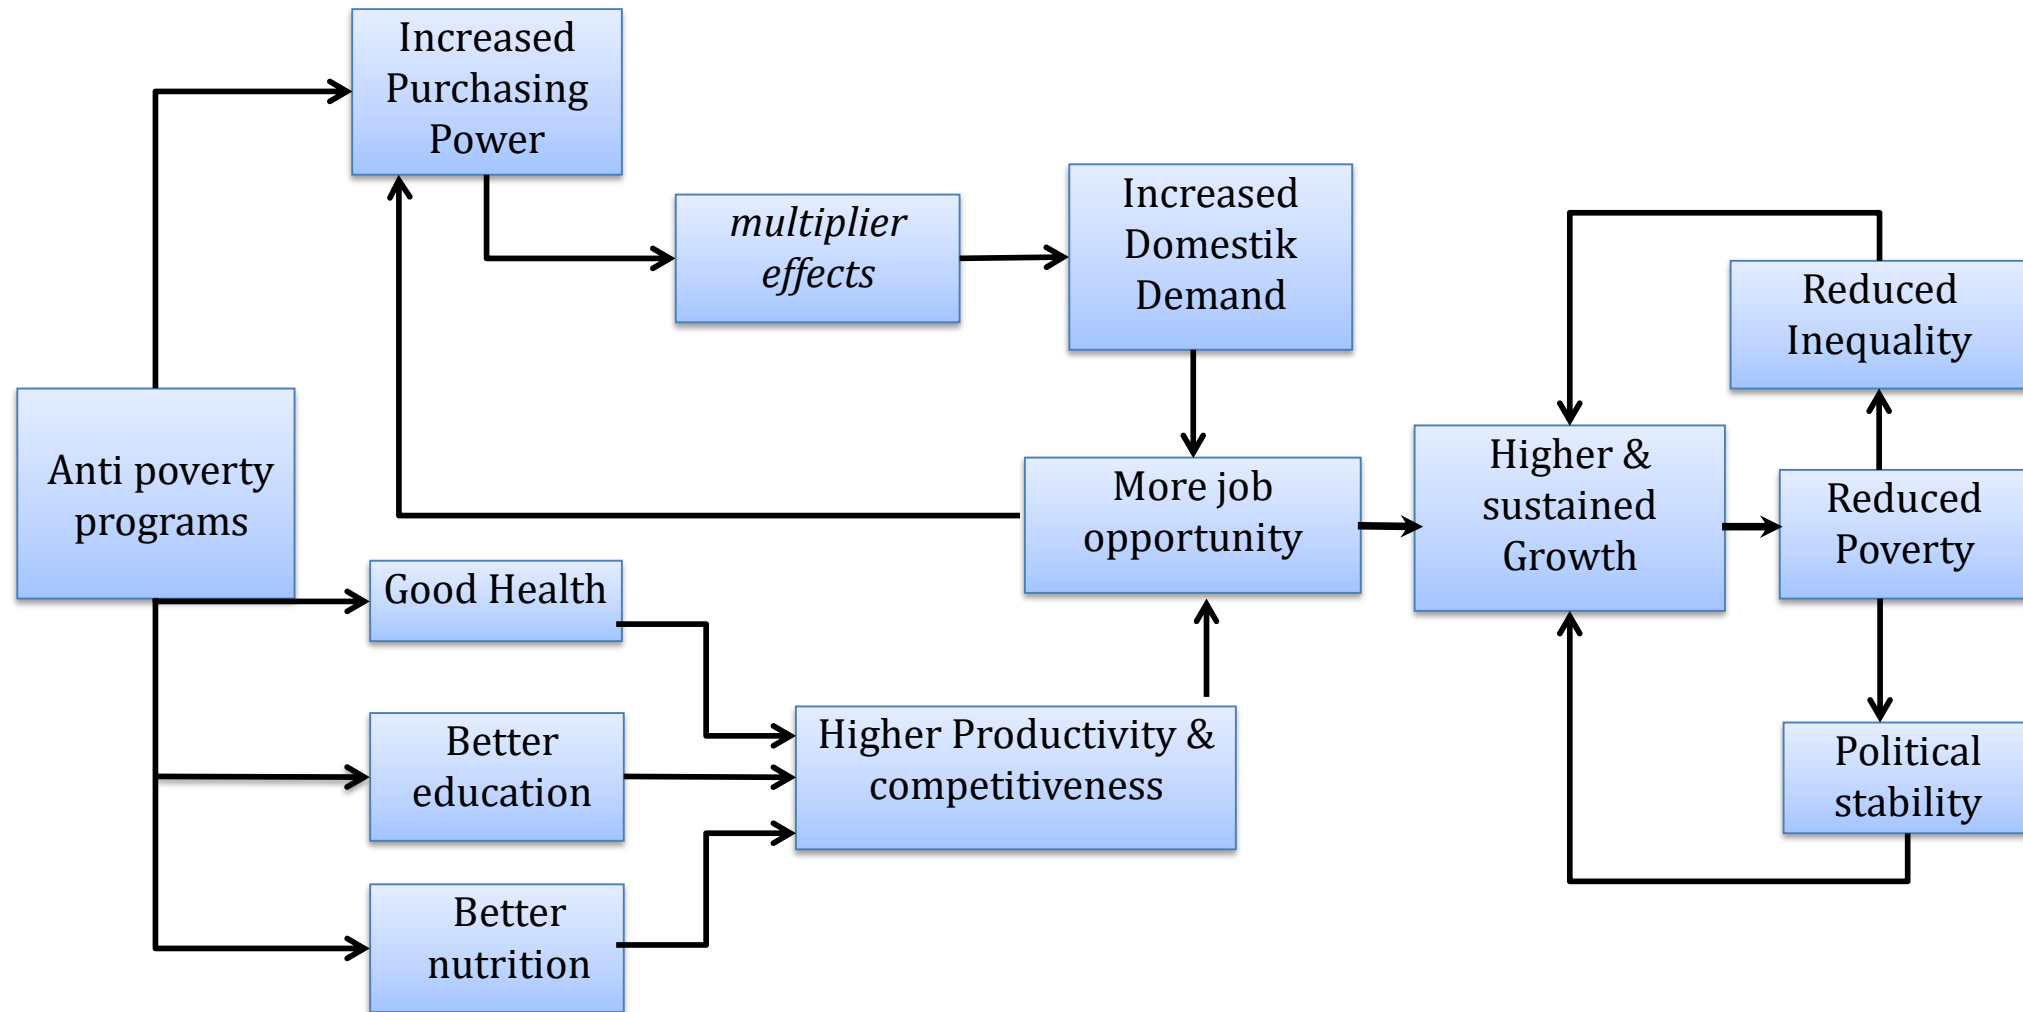 Increased
Purchasing
Power
multiplier
effects
Increased
Domestik
Demand
Reduced
Inequality
Anti poverty
programs
More job
opportunity
Higher &
sustained
Growth
Reduced
Poverty
Good Health
Better
education
Higher Productivity &
competitiveness
Political
stability
Better
nutrition